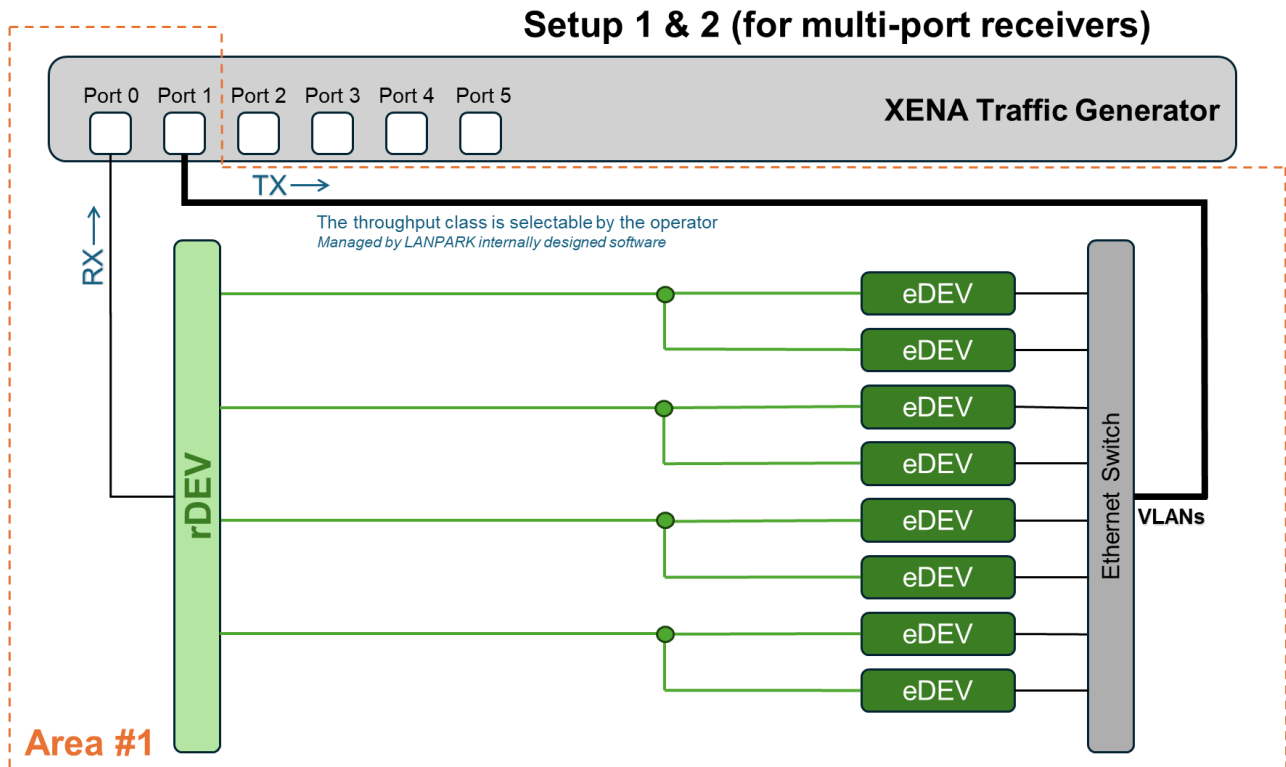 Setup 1 & 2 (for multi-port receivers)
Port 0
Port 1
Port 2
Port 3
Port 4
Port 5
XENA Traffic Generator
TX
RX
The throughput class is selectable by the operator
Managed by LANPARK internally designed software
rDEV
eDEV
eDEV
eDEV
eDEV
eDEV
eDEV
eDEV
eDEV
Ethernet Switch
VLANs
Area #1